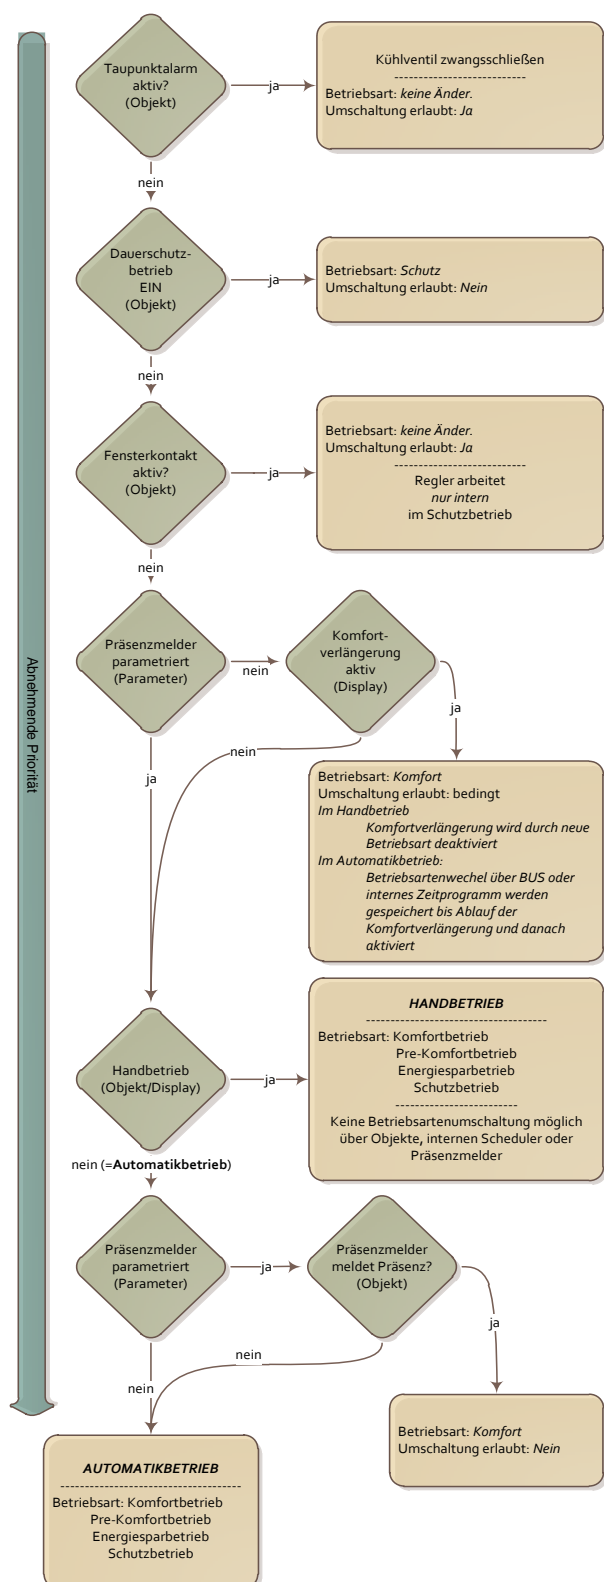 Taupunktalarm
aktiv?
(Objekt)
ja
Kühlventil zwangsschließen
---------------------------
Betriebsart: keine Änder.
Umschaltung erlaubt: Ja
nein
Dauerschutz-
betrieb
EIN
(Objekt)
ja
Betriebsart: Schutz
Umschaltung erlaubt: Nein
nein
Fensterkontakt
aktiv?
(Objekt)
ja
Betriebsart: keine Änder.
Umschaltung erlaubt: Ja
---------------------------
Regler arbeitet
nur intern
im Schutzbetrieb
nein
Präsenzmelder
parametriert
(Parameter)
nein
Komfort-
verlängerung
aktiv
(Display)
ja
nein
ja
Abnehmende Priorität
Betriebsart: Komfort
Umschaltung erlaubt: bedingt
Im Handbetrieb
Komfortverlängerung wird durch neue
Betriebsart deaktiviert
Im Automatikbetrieb:
Betriebsartenwechel über BUS oder
internes Zeitprogramm werden
gespeichert bis Ablauf der
Komfortverlängerung und danach
aktiviert
Handbetrieb
(Objekt/Display)
ja
HANDBETRIEB
-------------------------------------
Betriebsart: Komfortbetrieb
Pre-Komfortbetrieb
Energiesparbetrieb
Schutzbetrieb
-------------------------
Keine Betriebsartenumschaltung möglich
über Objekte, internen Scheduler oder
Präsenzmelder
nein (=Automatikbetrieb)
Präsenzmelder
parametriert
(Parameter)
ja
Präsenzmelder
meldet Präsenz?
(Objekt)
ja
nein
nein
Betriebsart: Komfort
Umschaltung erlaubt: Nein
AUTOMATIKBETRIEB
-------------------------------------
Betriebsart: Komfortbetrieb
Pre-Komfortbetrieb
Energiesparbetrieb
Schutzbetrieb